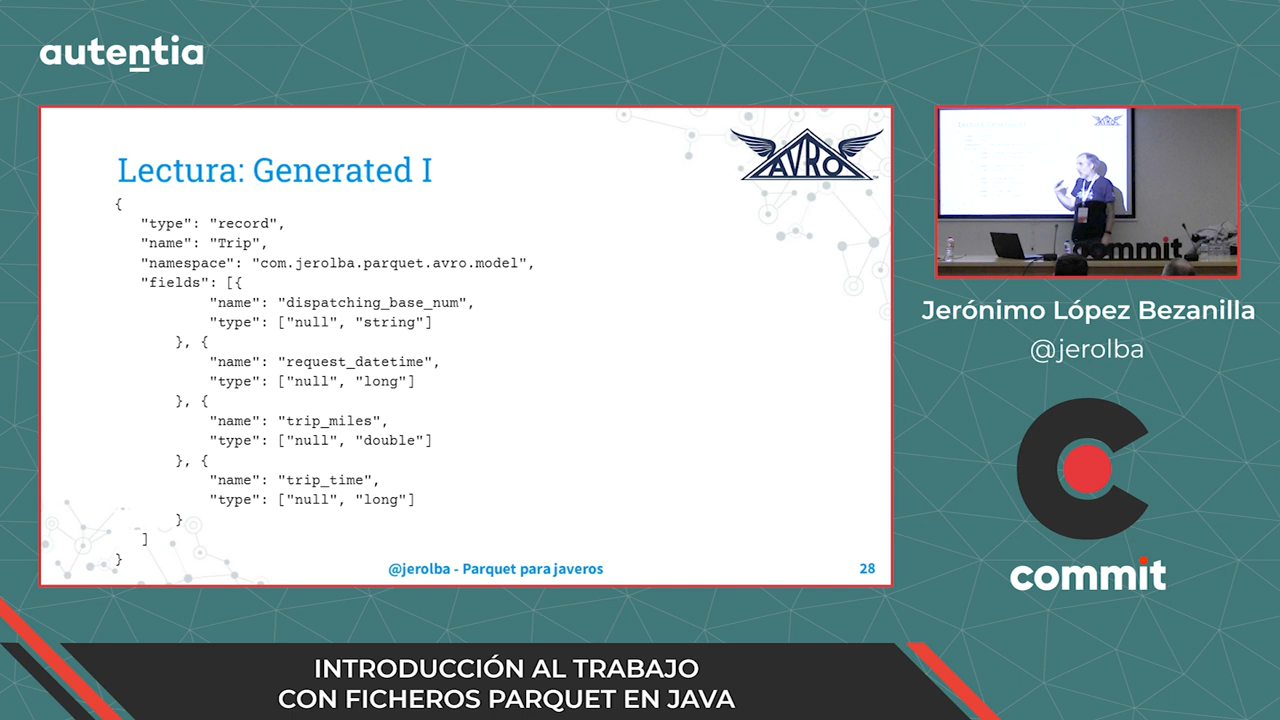 autentia
Lectura: Generated I
AVRO
{
"type": "record",
"name": "Trip",
"namespace": "com.jerolba.parquet.avro.model",
"fields": [{
"name": "dispatching_base_num",
"type": ["null", "string"]
}, {
"name": "request_datetime",
"type": ["null", "long"]
}, {
"name": "trip_miles",
"type": ["null", "double"]
}, {
"name": "trip_time",
"type": ["null", "long"]
}
]
}
@jerolba - Parquet para javeros
28
Jerónimo López Bezanilla
@jerolba
commit
INTRODUCCIÓN AL TRABAJO
CON FICHEROS PARQUET EN JAVA